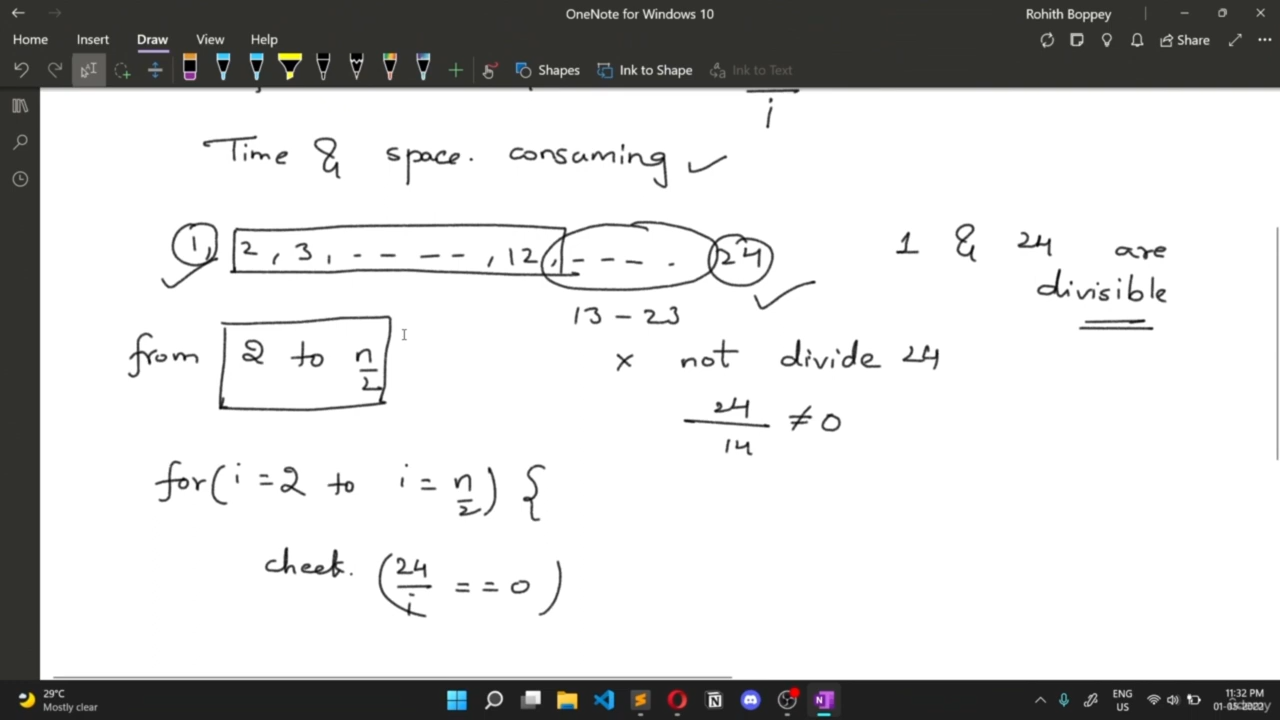 OneNote for Windows 10
Rohith Boppey
Home Insert Draw View Help
Share
Shapes Ink to Shape Ink to Text
i
Time & space. consuming ✓
1, 2, 3, - - - - -, 12, - - - . 24
1 & 24 are
divisible
13 - 23
from 2 to n/2
x not divide 24
24/14 ≠ 0
for(i = 2 to i = n/2) {
check. (24/i == 0)
29°C
Mostly clear
ENG
US
11:32 PM
01-05-2022